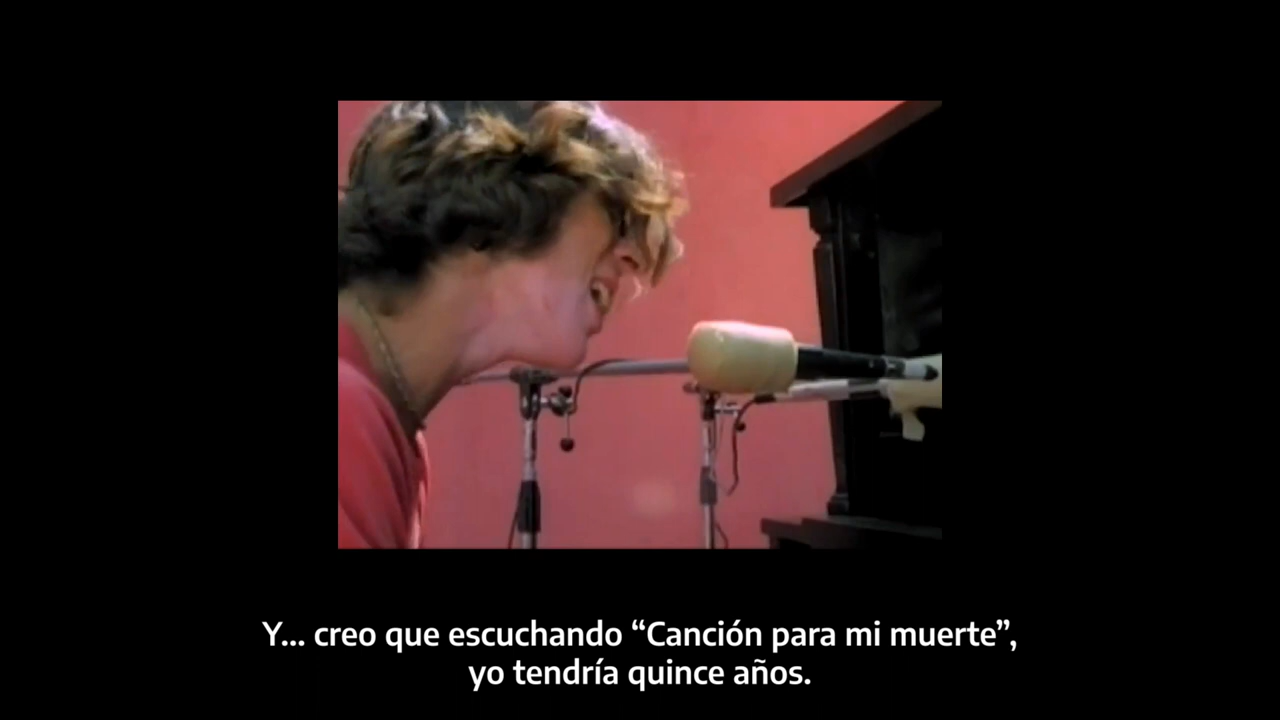 Y... creo que escuchando “Canción para mi muerte”,
yo tendría quince años.